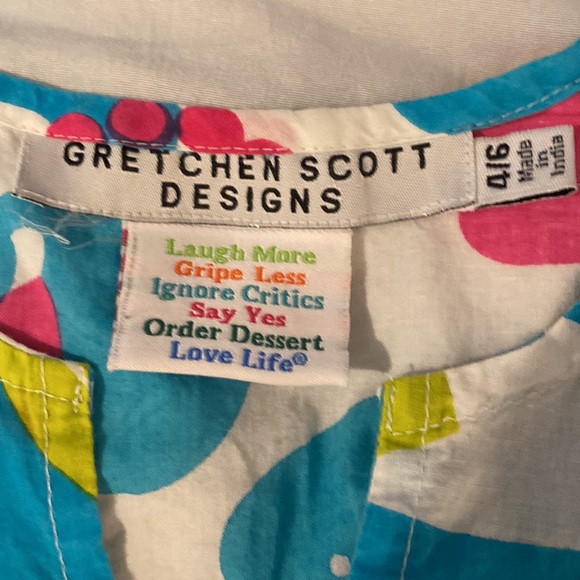 GRETCHEN SCOTT
DESIGNS
4/6
Made
in
India
Laugh More
Gripe Less
Ignore Critics
Say Yes
Order Dessert
Love Life®